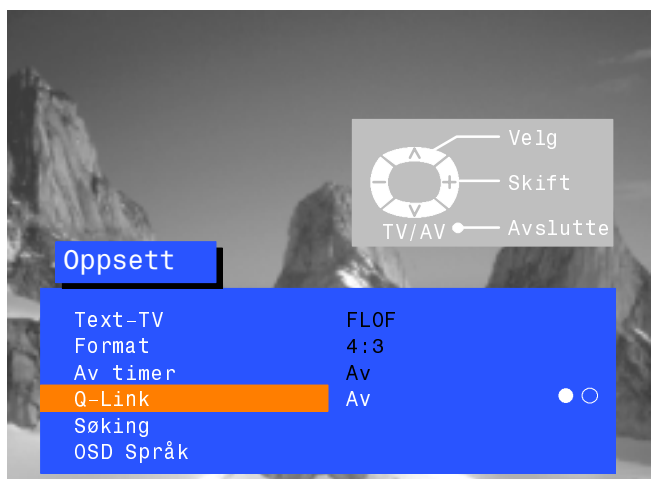 Velg
Skift
TV/AV Avslutte
Oppsett
Text-TV FLOF
Format 4:3
Av timer Av
Q-Link Av
Søking
OSD Språk